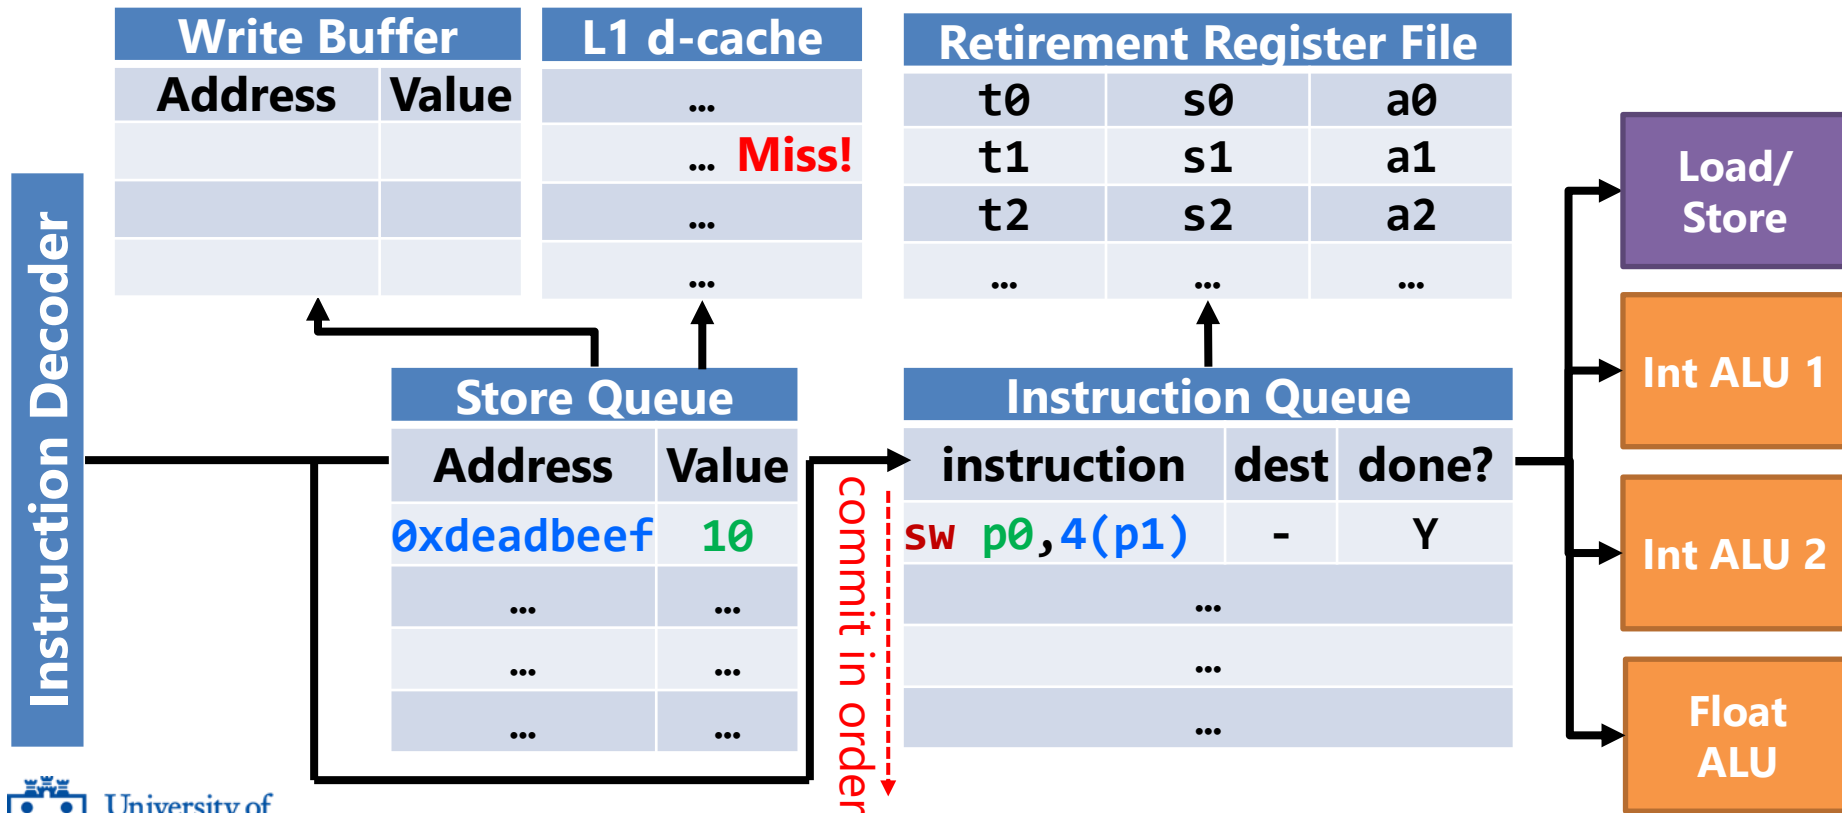 Write Buffer
Address Value
L1 d-cache
…
… Miss!
…
…
Retirement Register File
t0 s0 a0
t1 s1 a1
t2 s2 a2
… … …
Instruction Decoder
Store Queue
Address Value
0xdeadbeef 10
… …
… …
… …
commit in order
Instruction Queue
instruction dest done?
sw p0,4(p1) - Y
…
…
…
Load/
Store
Int ALU 1
Int ALU 2
Float
ALU
University of